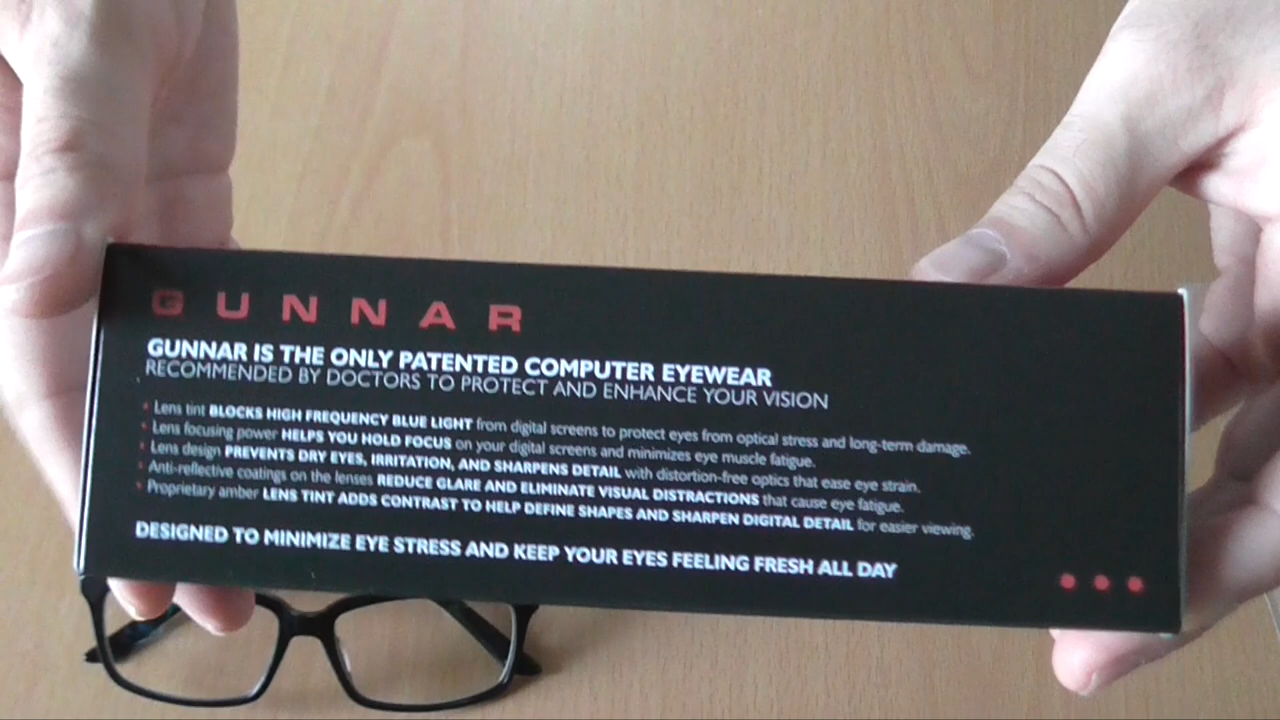 GUNNAR
GUNNAR IS THE ONLY PATENTED COMPUTER EYEWEAR
RECOMMENDED BY DOCTORS TO PROTECT AND ENHANCE YOUR VISION
• Lens tint BLOCKS HIGH FREQUENCY BLUE LIGHT from digital screens to protect eyes from optical stress and long-term damage.
• Lens focusing power HELPS YOU HOLD FOCUS on your digital screens and minimizes eye muscle fatigue.
• Lens design PREVENTS DRY EYES, IRRITATION, AND SHARPENS DETAIL with distortion-free optics that ease eye strain.
• Anti-reflective coatings on the lenses REDUCE GLARE AND ELIMINATE VISUAL DISTRACTIONS that cause eye fatigue.
• Proprietary amber LENS TINT ADDS CONTRAST TO HELP DEFINE SHAPES AND SHARPEN DIGITAL DETAIL for easier viewing.
DESIGNED TO MINIMIZE EYE STRESS AND KEEP YOUR EYES FEELING FRESH ALL DAY